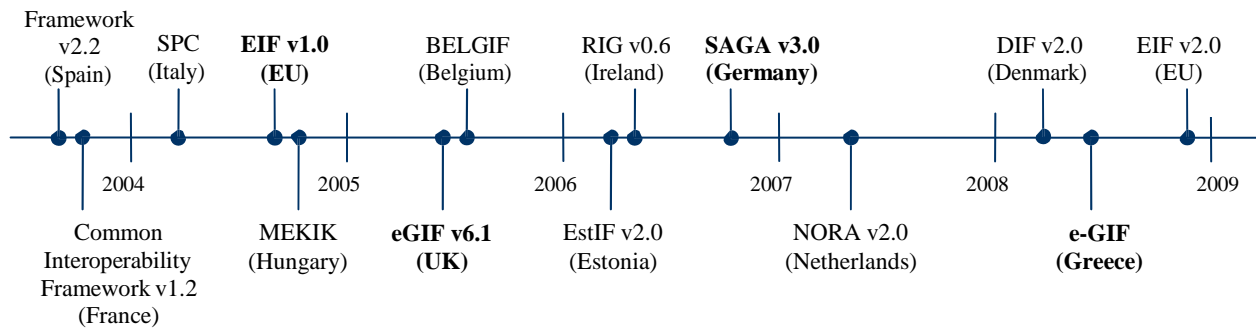 Framework
v2.2
(Spain)
SPC
(Italy)
EIF v1.0
(EU)
BELGIF
(Belgium)
RIG v0.6
(Ireland)
SAGA v3.0
(Germany)
DIF v2.0
(Denmark)
EIF v2.0
(EU)
2004
2005
2006
2007
2008
2009
Common
Interoperability
Framework v1.2
(France)
MEKIK
(Hungary)
eGIF v6.1
(UK)
EstIF v2.0
(Estonia)
NORA v2.0
(Netherlands)
e-GIF
(Greece)